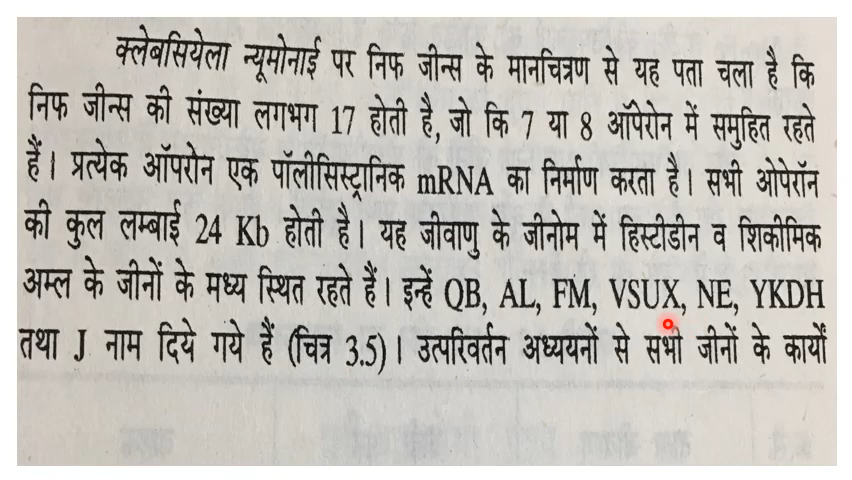 क्लेबसियेला न्यूमोनाई पर निफ जीन्स के मानचित्रण से यह पता चला है कि
निफ जीन्स की संख्या लगभग 17 होती है, जो कि 7 या 8 ऑपेरोन में समुहित रहते
हैं। प्रत्येक ऑपरोन एक पॉलीसिस्ट्रानिक mRNA का निर्माण करता है। सभी ओपेरॉन
की कुल लम्बाई 24 Kb होती है। यह जीवाणु के जीनोम में हिस्टीडीन व शिकीमिक
अम्ल के जीनों के मध्य स्थित रहते हैं। इन्हें QB, AL, FM, VSUX, NE, YKDH
तथा J नाम दिये गये हैं (चित्र 3.5)। उत्परिवर्तन अध्ययनों से सभी जीनों के कार्यों